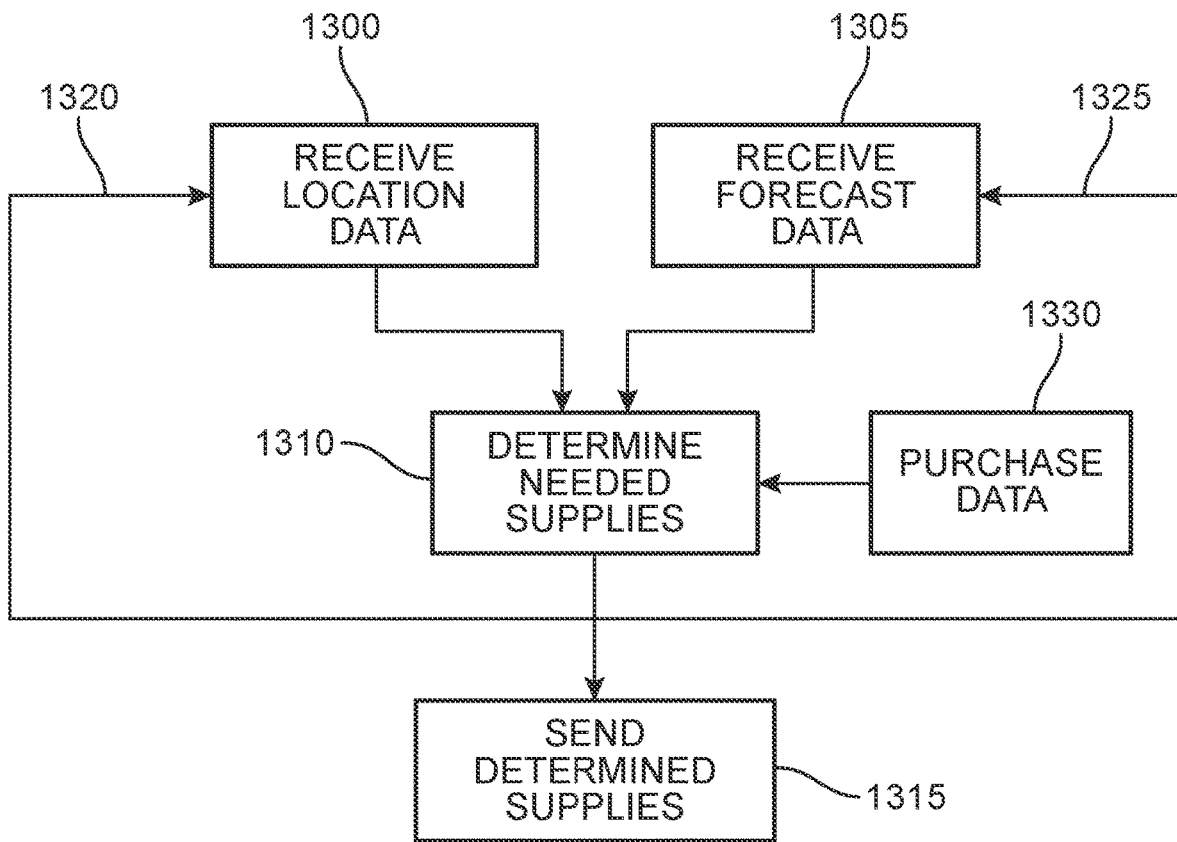 1300
1305
1320
1325
RECEIVE
LOCATION
DATA
RECEIVE
FORECAST
DATA
1330
1310
DETERMINE
NEEDED
SUPPLIES
PURCHASE
DATA
SEND
DETERMINED
SUPPLIES
1315